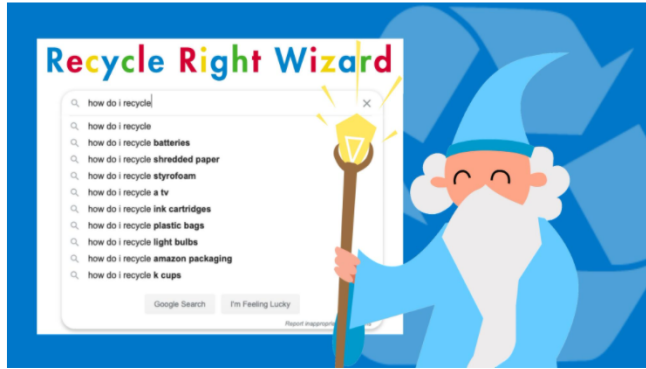 Recycle Right Wizard
how do i recycle
how do i recycle
how do i recycle batteries
how do i recycle shredded paper
how do i recycle styrofoam
how do i recycle a tv
how do i recycle ink cartridges
how do i recycle plastic bags
how do i recycle light bulbs
how do i recycle amazon packaging
how do i recycle k cups
Google Search I'm Feeling Lucky
Report